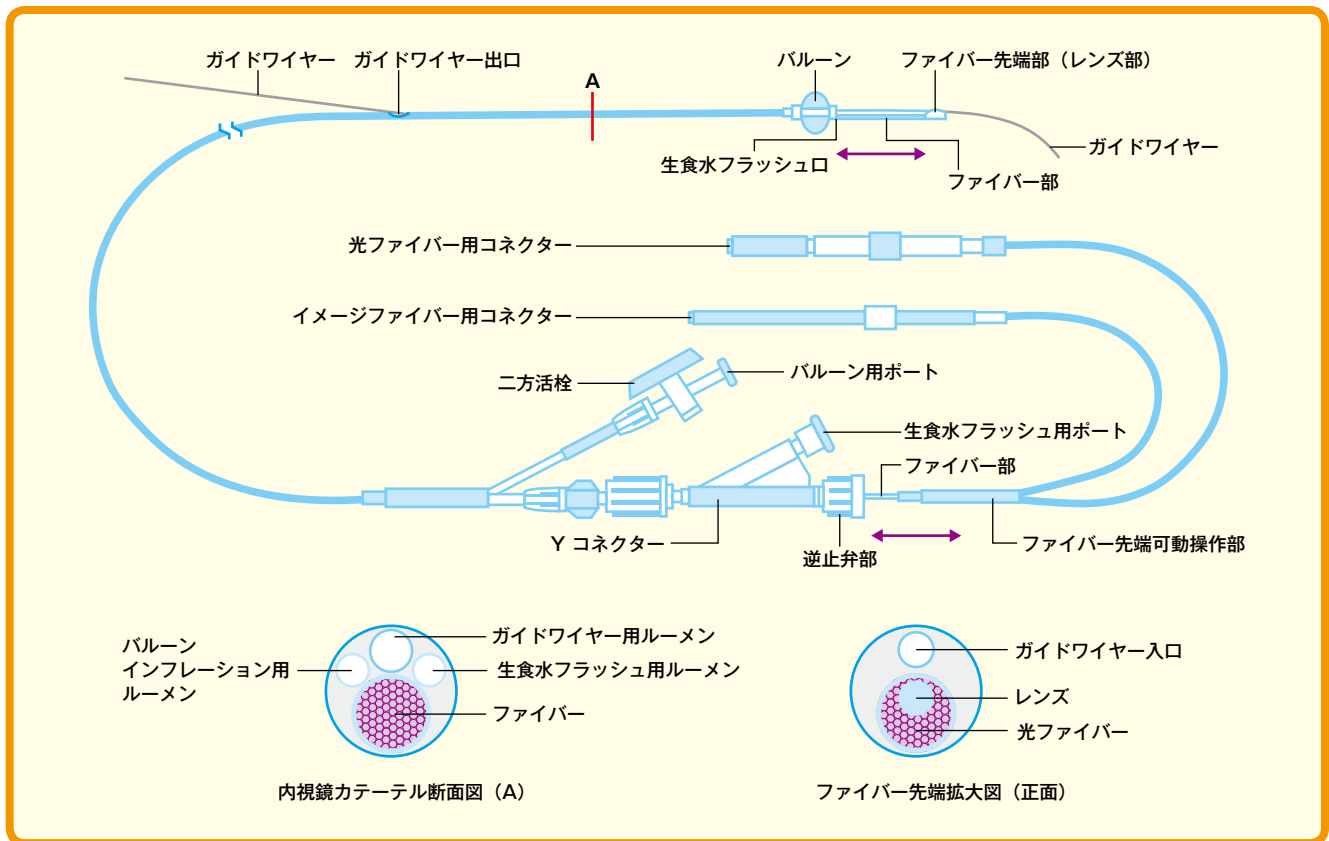 ガイドワイヤー
ガイドワイヤー出口
A
バルーン
ファイバー先端部（レンズ部）
生食水フラッシュ口
ファイバー部
ガイドワイヤー
光ファイバー用コネクター
イメージファイバー用コネクター
二方活栓
バルーン用ポート
生食水フラッシュ用ポート
ファイバー部
Y コネクター
逆止弁部
ファイバー先端可動操作部
バルーン
インフレーション用
ルーメン
ガイドワイヤー用ルーメン
生食水フラッシュ用ルーメン
ファイバー
内視鏡カテーテル断面図（A）
ガイドワイヤー入口
レンズ
光ファイバー
ファイバー先端拡大図（正面）